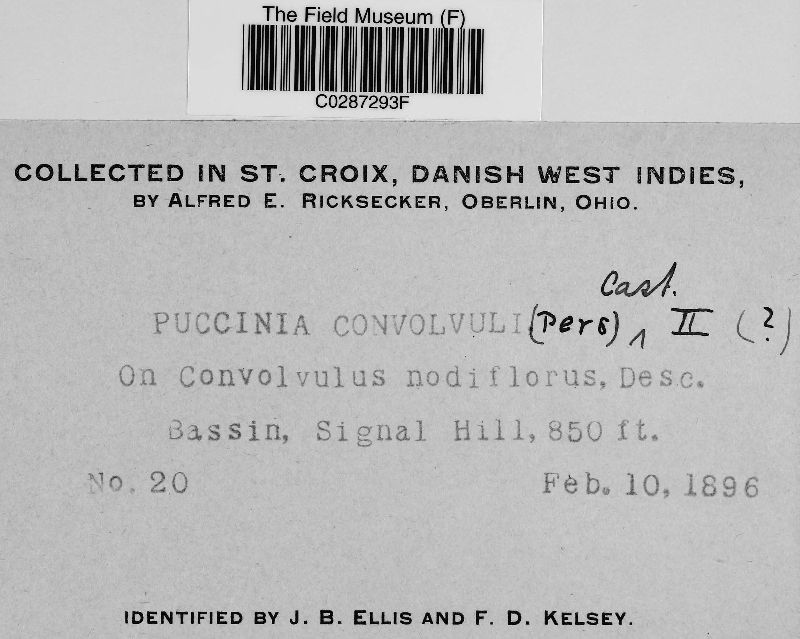 The Field Museum (F)
C0287293F
COLLECTED IN ST. CROIX, DANISH WEST INDIES,
BY ALFRED E. RICKSECKER, OBERLIN, OHIO.
Cast.
PUCCINIA CONVOLVULI (Pers) ^ II (?)
On Convolvulus nodiflorus, Desc.
Bassin, Signal Hill, 850 ft.
No. 20 Feb. 10, 1896
IDENTIFIED BY J. B. ELLIS AND F. D. KELSEY.